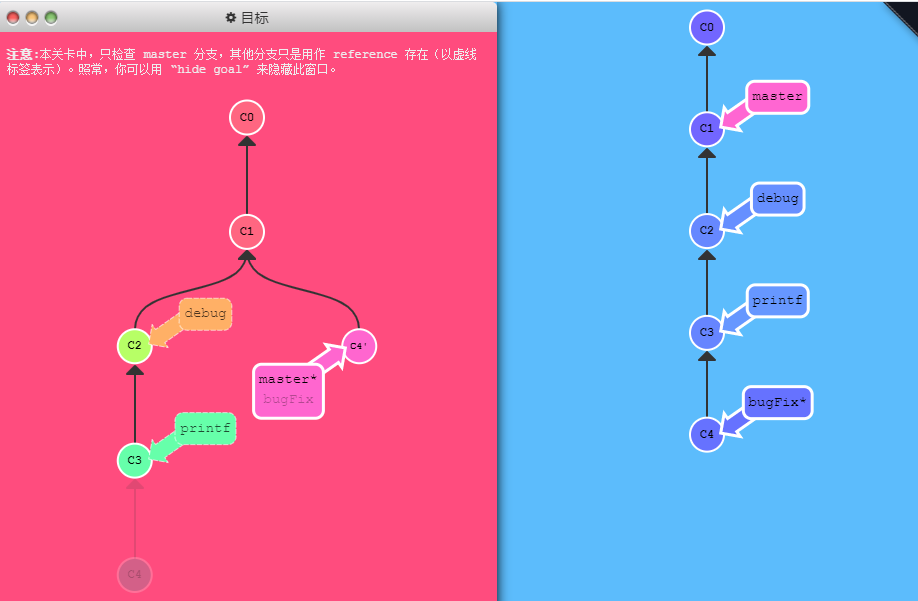 目标
注意:本关卡中，只检查 master 分支，其他分支只是用作 reference 存在（以虚线
标签表示）。照常，你可以用 “hide goal” 来隐藏此窗口。
C0
C1
debug
C2
C4'
master*
bugFix
printf
C3
C4
C0
master
C1
debug
C2
printf
C3
bugFix*
C4